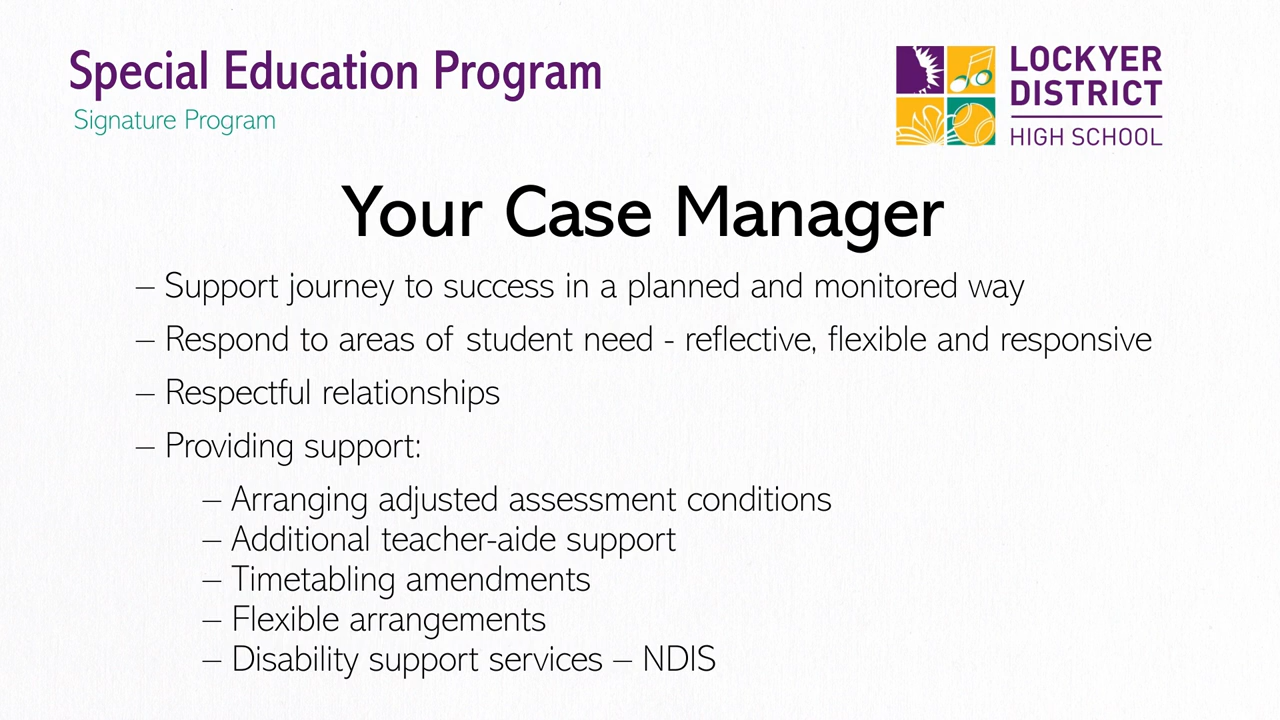 Special Education Program
Signature Program
LOCKYER
DISTRICT
HIGH SCHOOL
Your Case Manager
– Support journey to success in a planned and monitored way
– Respond to areas of student need - reflective, flexible and responsive
– Respectful relationships
– Providing support:
– Arranging adjusted assessment conditions
– Additional teacher-aide support
– Timetabling amendments
– Flexible arrangements
– Disability support services – NDIS